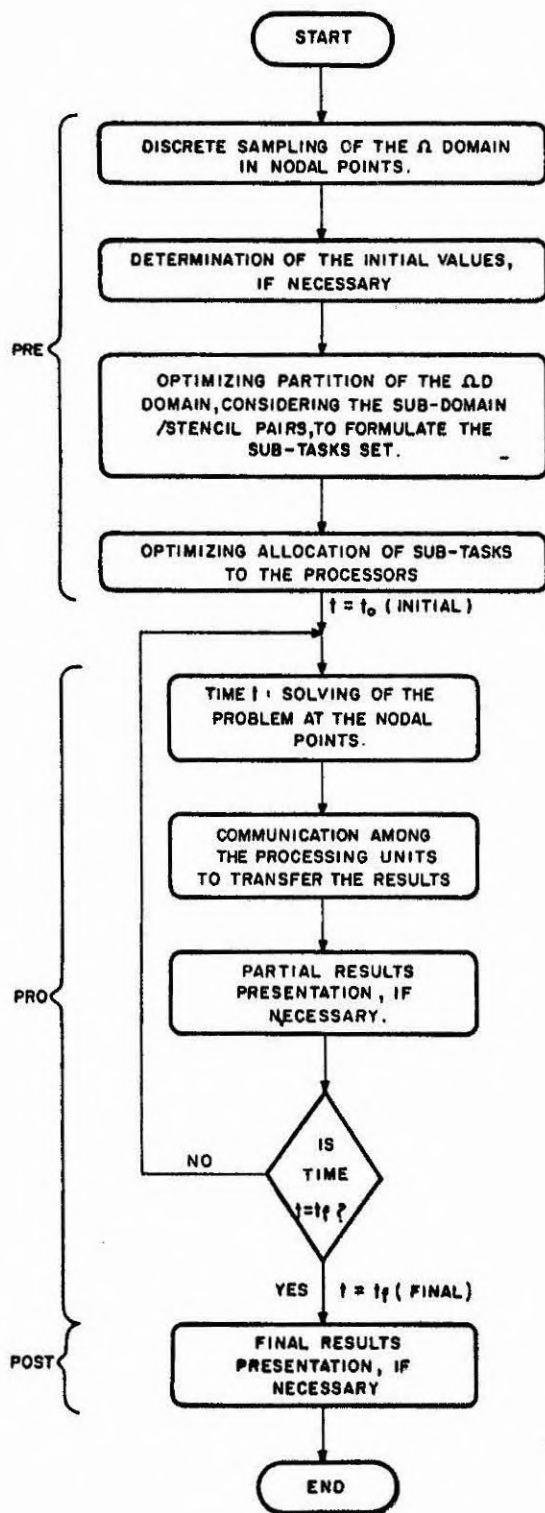 START
DISCRETE SAMPLING OF THE Ω DOMAIN
IN NODAL POINTS.
DETERMINATION OF THE INITIAL VALUES,
IF NECESSARY
PRE
OPTIMIZING PARTITION OF THE ΩD
DOMAIN, CONSIDERING THE SUB-DOMAIN
/STENCIL PAIRS, TO FORMULATE THE
SUB-TASKS SET.
OPTIMIZING ALLOCATION OF SUB-TASKS
TO THE PROCESSORS
t = t₀ (INITIAL)
TIME t : SOLVING OF THE
PROBLEM AT THE NODAL
POINTS.
COMMUNICATION AMONG
THE PROCESSING UNITS
TO TRANSFER THE RESULTS
PRO
PARTIAL RESULTS
PRESENTATION, IF
NECESSARY.
IS
NO
TIME
t=tf ?
YES t = tf (FINAL)
POST
FINAL RESULTS
PRESENTATION, IF
NECESSARY
END